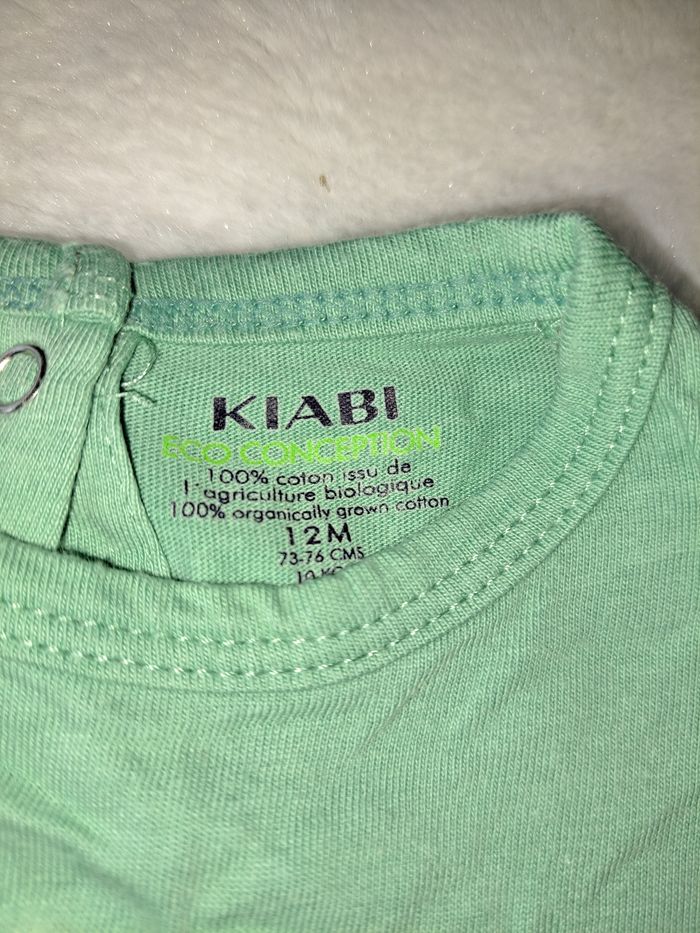 KIABI
ECO CONCEPTION
100% coton issu de
l'agriculture biologique
100% organically grown cotton
12M
73-76 CMS